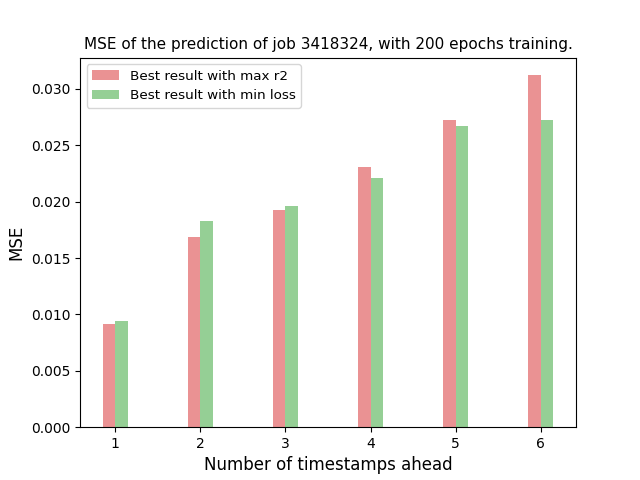 MSE of the prediction of job 3418324, with 200 epochs training.
Best result with max r2
Best result with min loss
0.030
0.025
0.020
0.015
0.010
0.005
0.000
MSE
1 2 3 4 5 6
Number of timestamps ahead